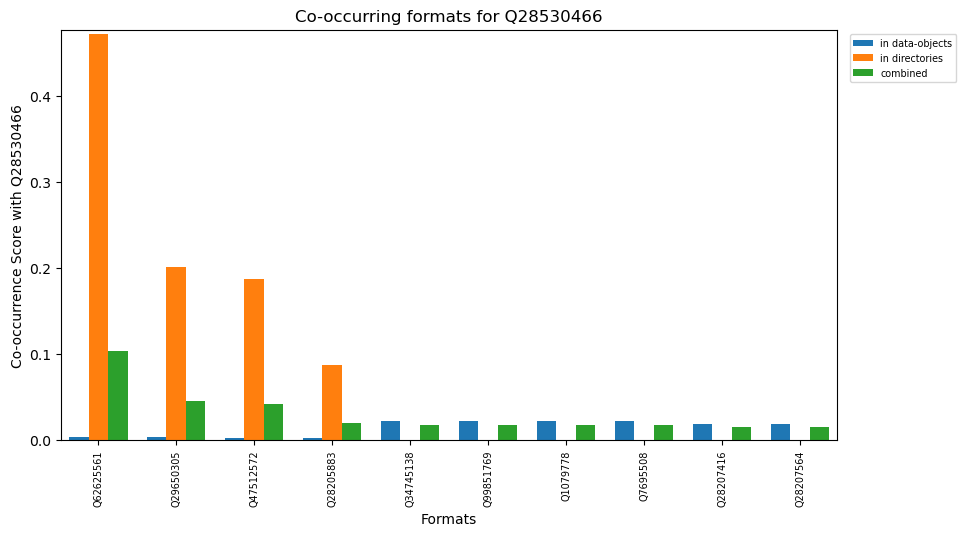 Co-occurring formats for Q28530466
in data-objects
in directories
combined
Co-occurrence Score with Q28530466
0.4
0.3
0.2
0.1
0.0
Q62625561
Q29650305
Q47512572
Q28205883
Q34745138
Q99851769
Q1079778
Q7695508
Q28207416
Q28207564
Formats